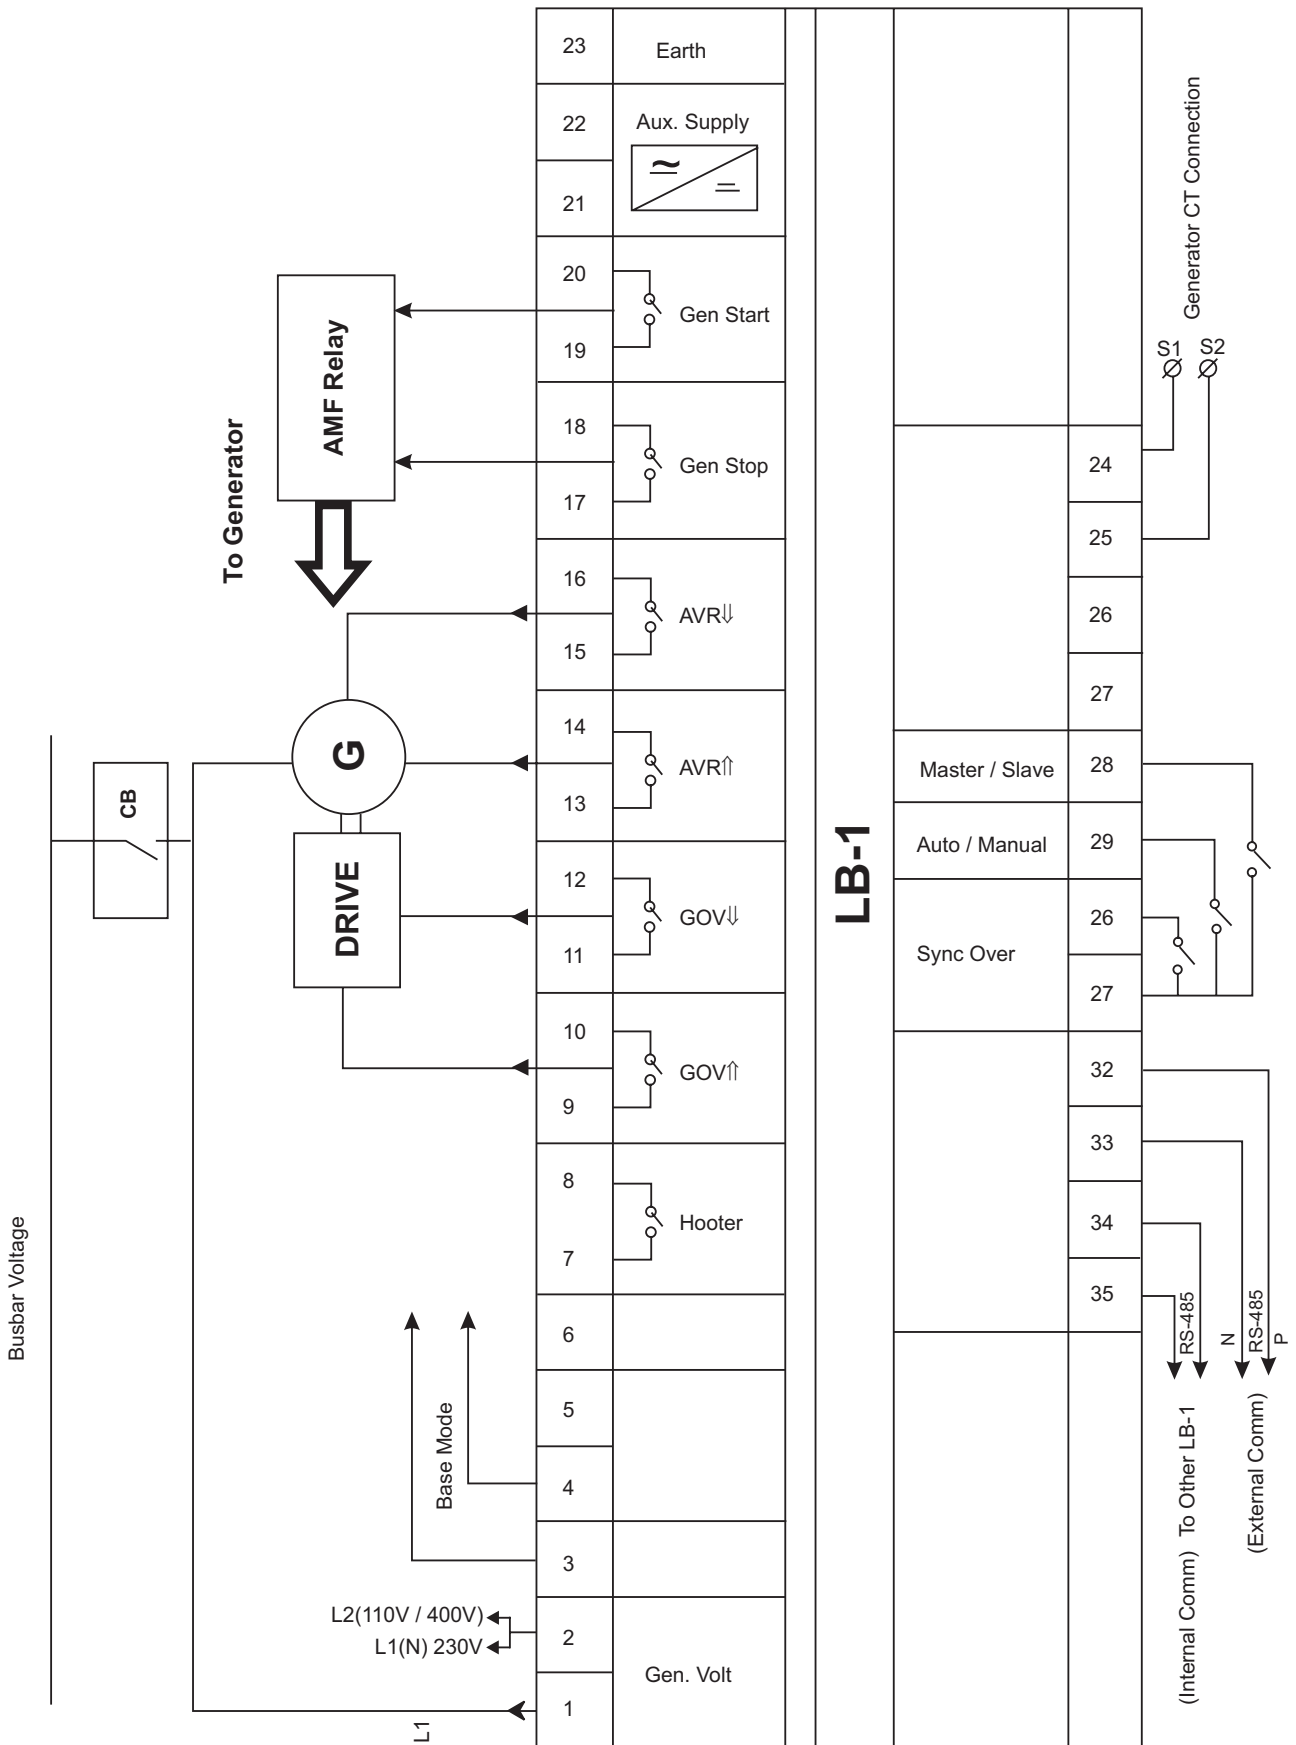 23
Earth
22
Aux. Supply
21
20
Gen Start
19
18
Gen Stop
17
16
AVR⇓
15
14
AVR⇑
13
12
GOV⇓
11
10
GOV⇑
9
8
Hooter
7
6
5
4
3
2
Gen. Volt
1
AMF Relay
To Generator
G
DRIVE
CB
Busbar Voltage
Base Mode
L2(110V / 400V)
L1(N) 230V
L1
LB-1
Generator CT Connection
S1
S2
24
25
26
27
Master / Slave
28
Auto / Manual
29
Sync Over
26
27
32
33
34
35
RS-485
N
RS-485
P
(Internal Comm) To Other LB-1
(External Comm)